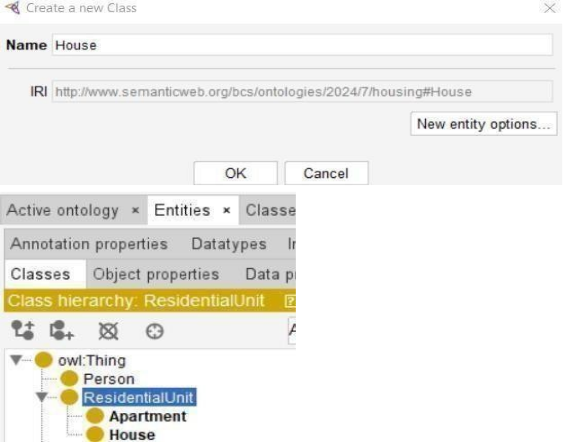 Create a new Class
Name House
IRI http://www.semanticweb.org/bcs/ontologies/2024/7/housing#House
New entity options...
OK Cancel
Active ontology × Entities × Classe
Annotation properties Datatypes
Classes Object properties Data
Class hierarchy: ResidentialUnit
owl:Thing
Person
ResidentialUnit
Apartment
House